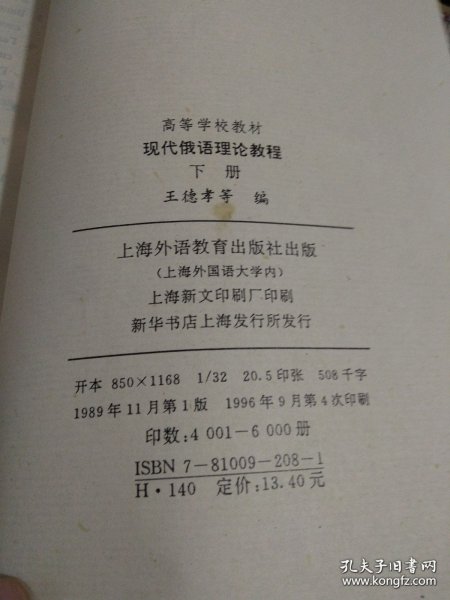 高等学校教材
现代俄语理论教程
下 册
王德孝等 编
上海外语教育出版社出版
(上海外国语大学内)
上海新文印刷厂印刷
新华书店上海发行所发行
开本 850×1168 1/32 20.5印张 508千字
1989年11月第1版 1996年9月第4次印刷
印数:4 001—6 000册
ISBN 7-81009-208-1
H·140 定价:13.40元
孔夫子旧书网
www.kongfz.com